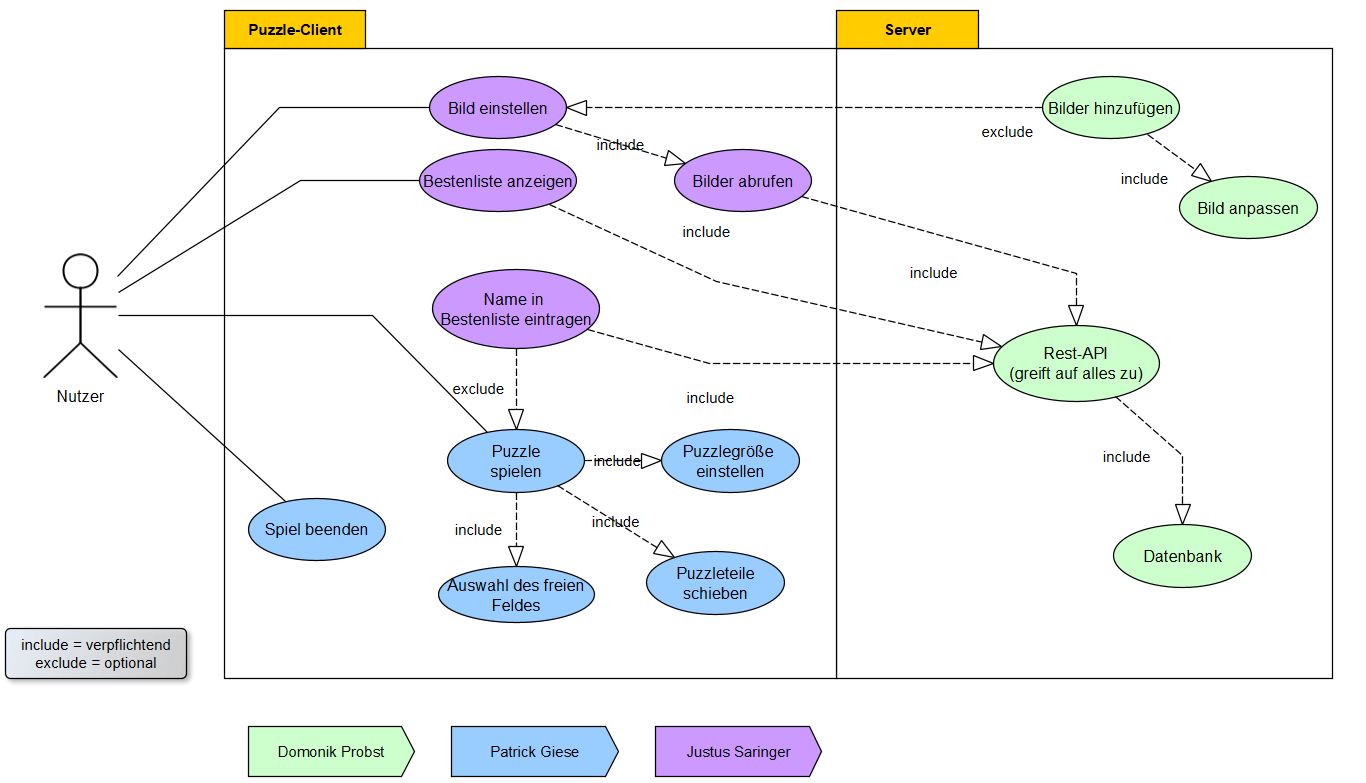 Puzzle-Client
Server
Bild einstellen
Bilder hinzufügen
exclude
include
Bestenliste anzeigen
Bilder abrufen
include
Bild anpassen
include
include
Name in
Bestenliste eintragen
Rest-API
(greift auf alles zu)
Nutzer
exclude
include
Puzzle
spielen
include
Puzzlegröße
einstellen
include
include
include
Spiel beenden
Datenbank
Auswahl des freien
Feldes
Puzzleteile
schieben
include = verpflichtend
exclude = optional
Domonik Probst
Patrick Giese
Justus Saringer